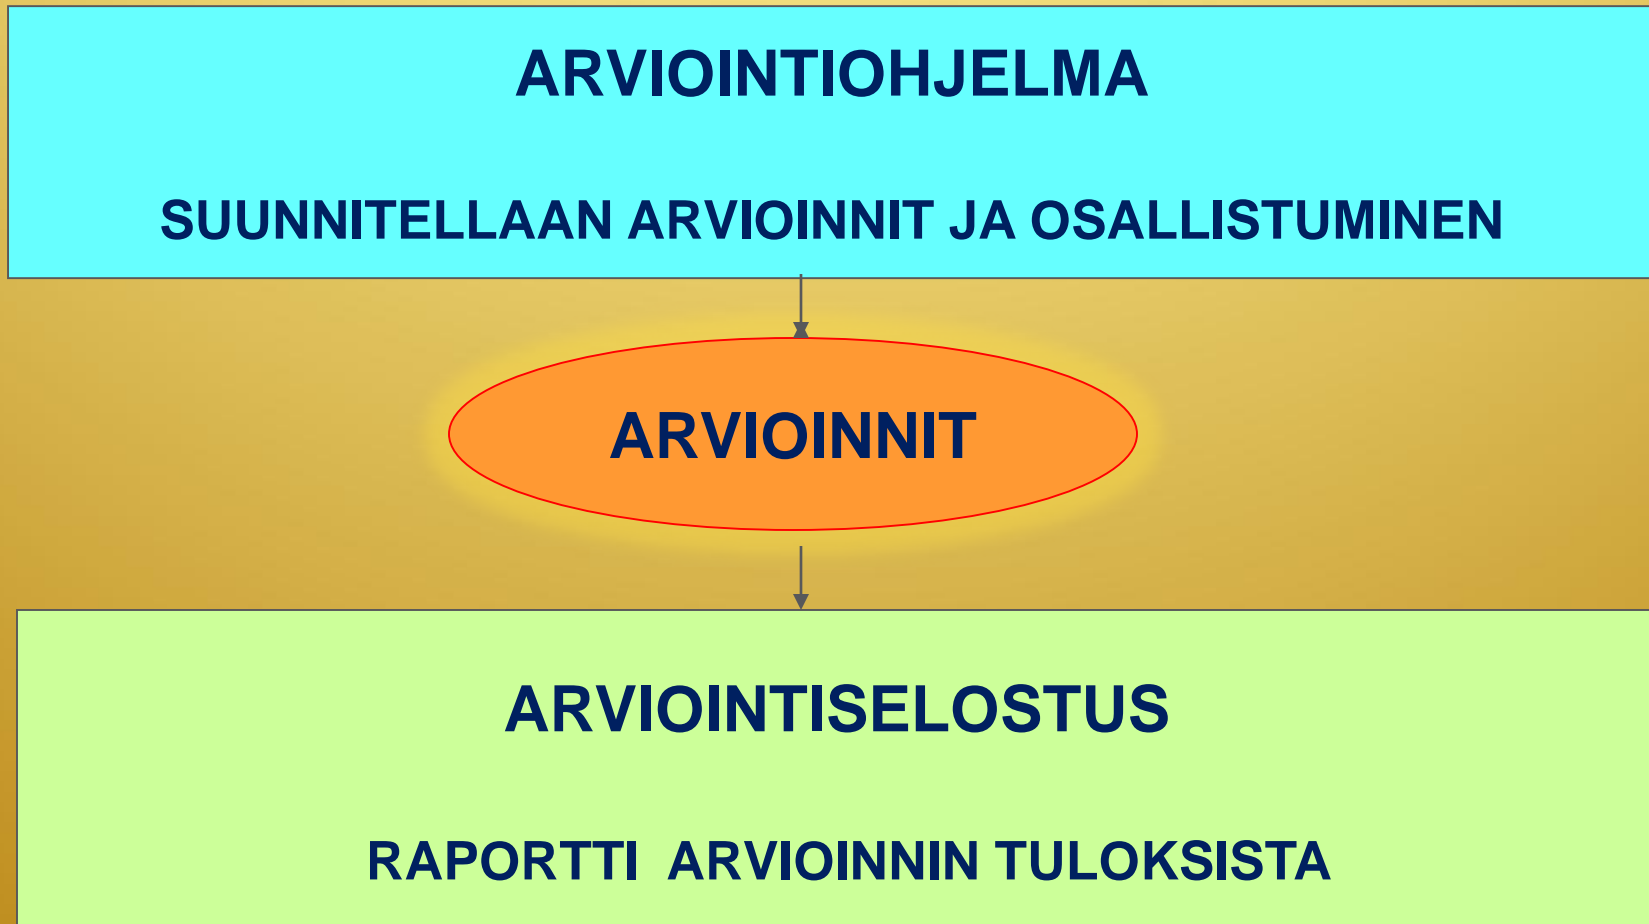 ARVIOINTIOHJELMA
SUUNNITELLAAN ARVIOINNIT JA OSALLISTUMINEN
ARVIOINNIT
ARVIOINTISELOSTUS
RAPORTTI ARVIOINNIN TULOKSISTA